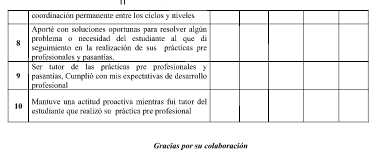 coordinación permanente entre los ciclos y niveles
8
Aporté con soluciones oportunas para resolver algún
problema o necesidad del estudiante al que di
seguimiento en la realización de sus prácticas pre
profesionales y pasantías.
9
Ser tutor de las prácticas pre profesionales y
pasantías, Cumplió con mis expectativas de desarrollo
profesional
10
Mantuve una actitud proactiva mientras fui tutor del
estudiante que realizó su práctica pre profesional
Gracias por su colaboración